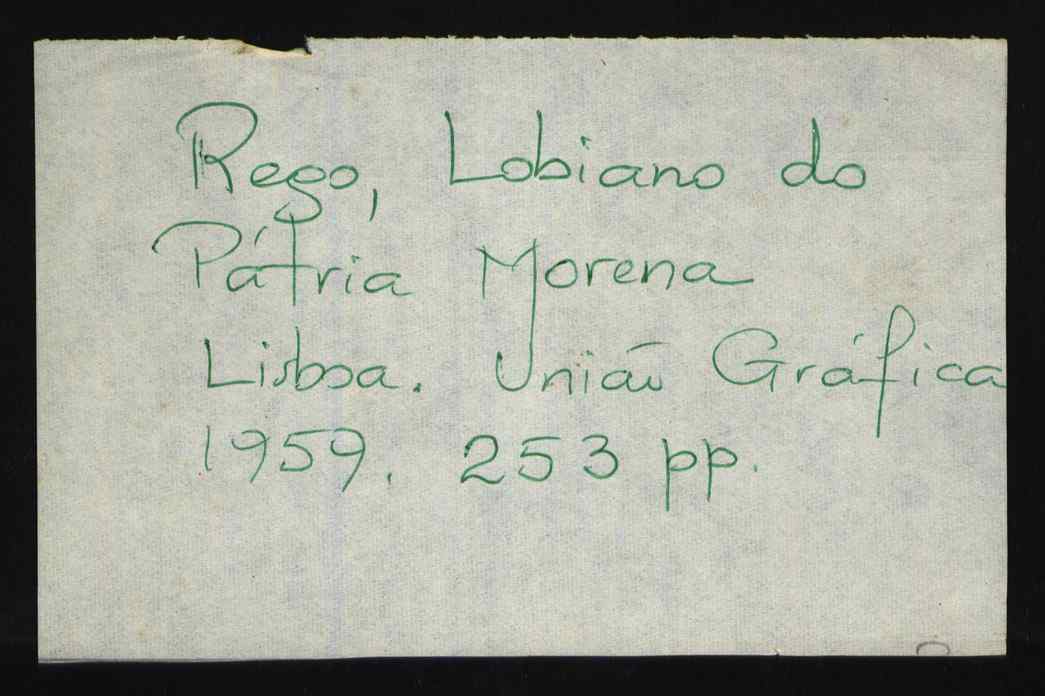 Rego, Lobiano do
Pátria Morena
Lisboa. União Gráfica
1959. 253 pp.